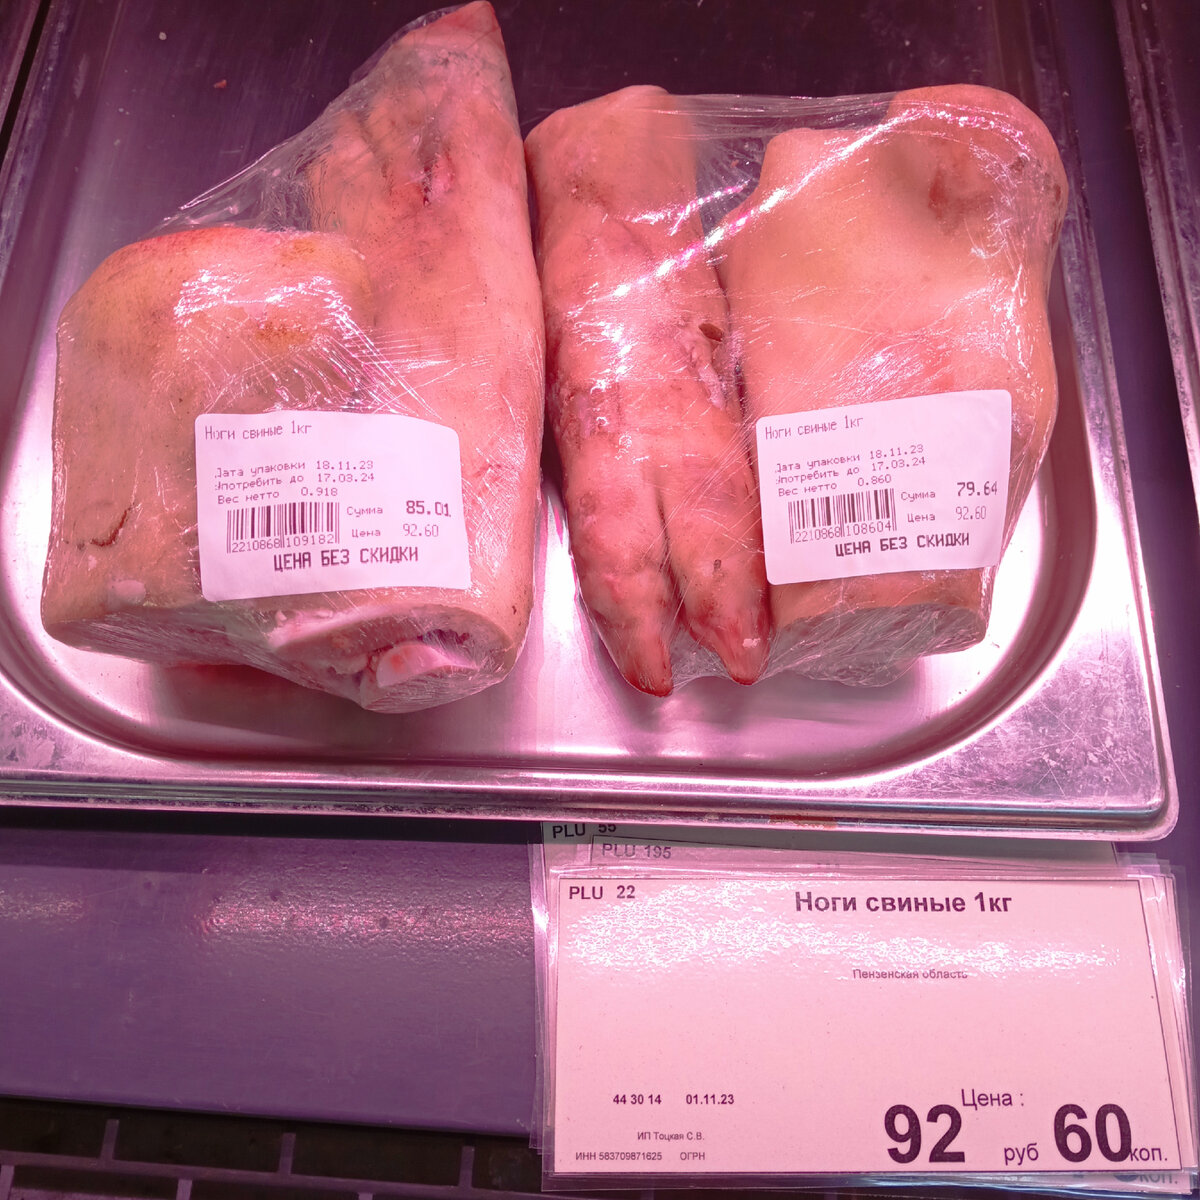 Ноги свиные 1кг
Дата упаковки 18.11.23
Употребить до 17.03.24
Вес нетто 0.918
Сумма 85.01
Цена 92.60
2210868 109182
ЦЕНА БЕЗ СКИДКИ
Ноги свиные 1кг
Дата упаковки 18.11.23
Употребить до 17.03.24
Вес нетто 0.860
Сумма 79.64
Цена 92.60
2210868 108604
ЦЕНА БЕЗ СКИДКИ
PLU 55
PLU 195
PLU 22
Ноги свиные 1кг
Пензенская область
44 30 14 01.11.23
Цена :
92 руб 60 коп.
ИП Тоцкая С.В.
ИНН 583709871625 ОГРН
коп.